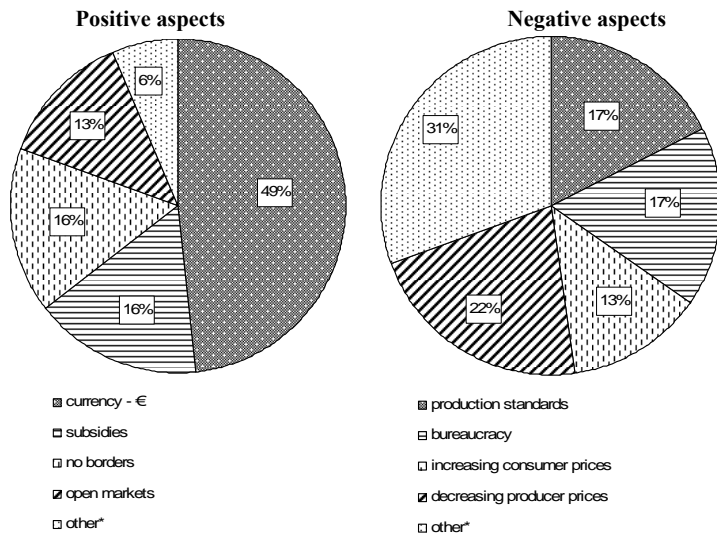 Positive aspects
6%
13%
49%
16%
16%
currency - €
subsidies
no borders
open markets
other*
Negative aspects
17%
31%
17%
22%
13%
production standards
bureaucracy
increasing consumer prices
decreasing producer prices
other*